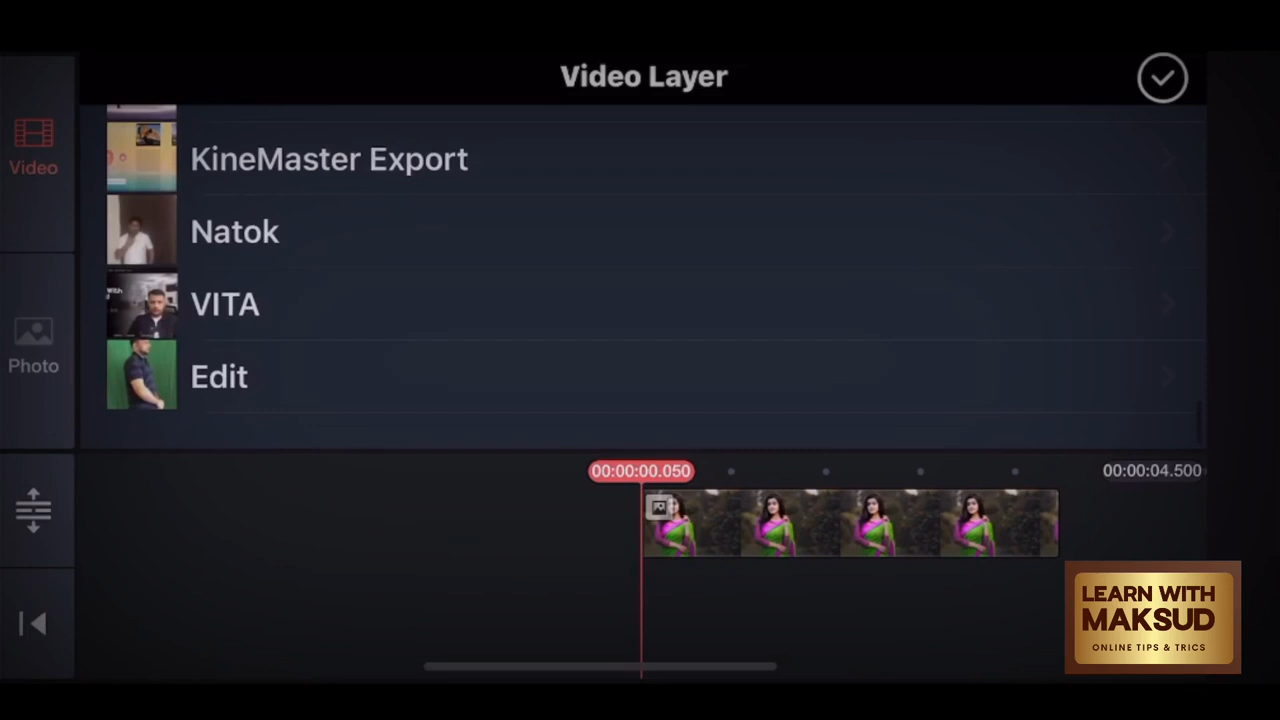 Video Layer
Video
KineMaster Export
Natok
VITA
Photo
Edit
00:00:00.050
00:00:04.500
LEARN WITH
MAKSUD
ONLINE TIPS & TRICS